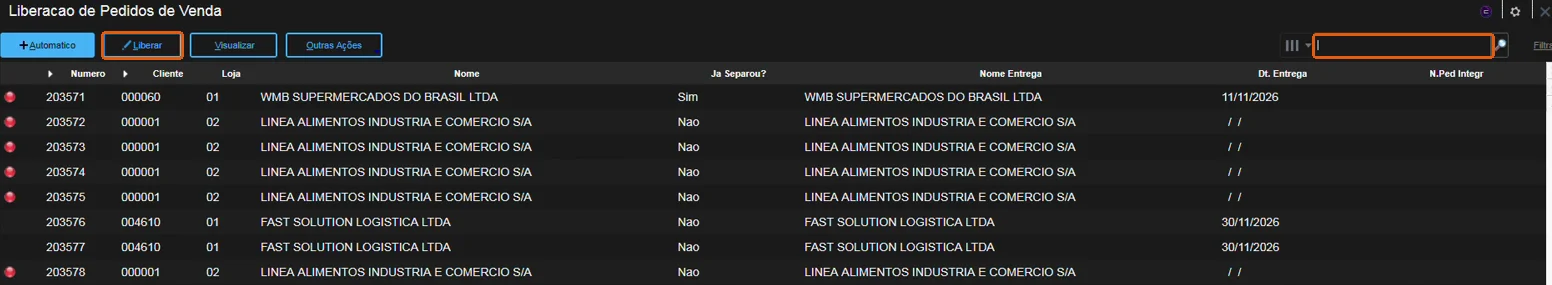 Liberacao de Pedidos de Venda
+Automatico Liberar Visualizar Outras Ações
Numero Cliente Loja Nome Ja Separou? Nome Entrega Dt. Entrega N.Ped Integr
203571 000060 01 WMB SUPERMERCADOS DO BRASIL LTDA Sim WMB SUPERMERCADOS DO BRASIL LTDA 11/11/2026
203572 000001 02 LINEA ALIMENTOS INDUSTRIA E COMERCIO S/A Nao LINEA ALIMENTOS INDUSTRIA E COMERCIO S/A / /
203573 000001 02 LINEA ALIMENTOS INDUSTRIA E COMERCIO S/A Nao LINEA ALIMENTOS INDUSTRIA E COMERCIO S/A / /
203574 000001 02 LINEA ALIMENTOS INDUSTRIA E COMERCIO S/A Nao LINEA ALIMENTOS INDUSTRIA E COMERCIO S/A / /
203575 000001 02 LINEA ALIMENTOS INDUSTRIA E COMERCIO S/A Nao LINEA ALIMENTOS INDUSTRIA E COMERCIO S/A / /
203576 004610 01 FAST SOLUTION LOGISTICA LTDA Nao FAST SOLUTION LOGISTICA LTDA 30/11/2026
203577 004610 01 FAST SOLUTION LOGISTICA LTDA Nao FAST SOLUTION LOGISTICA LTDA 30/11/2026
203578 000001 02 LINEA ALIMENTOS INDUSTRIA E COMERCIO S/A Nao LINEA ALIMENTOS INDUSTRIA E COMERCIO S/A / /